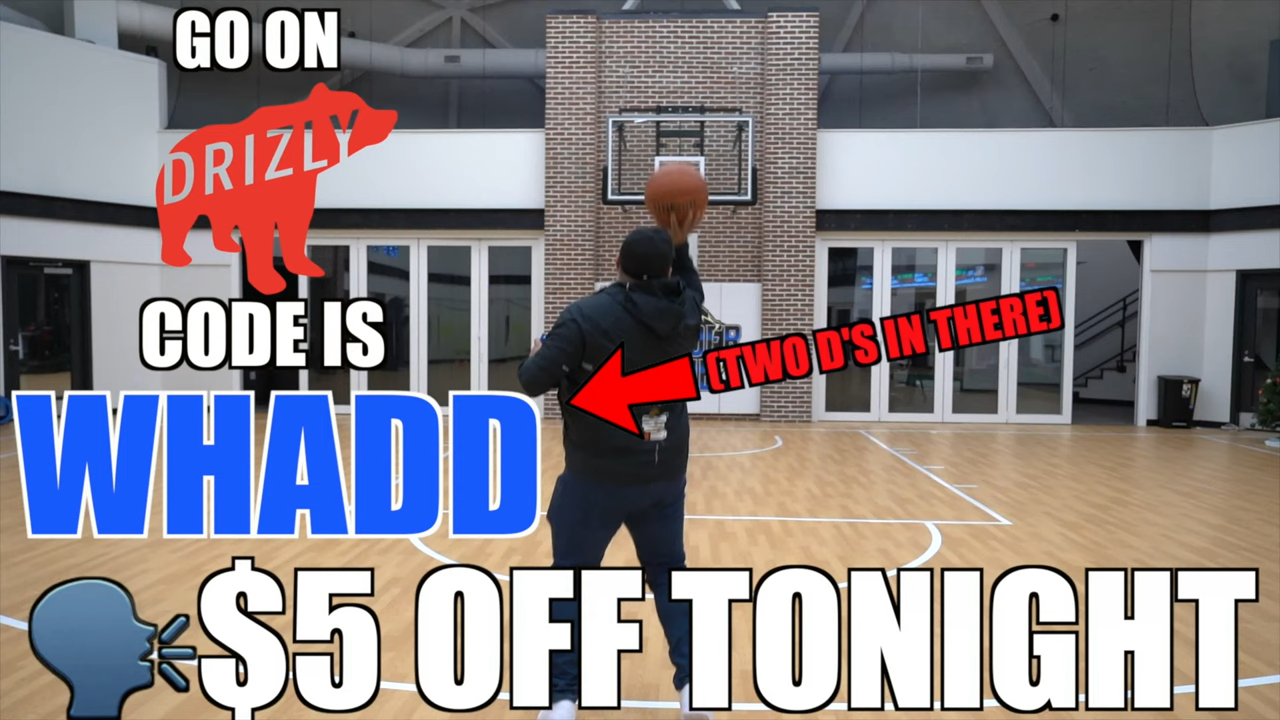 GO ON
DRIZLY
CODE IS
WHADD
(TWO D'S IN THERE)
$5 OFF TONIGHT